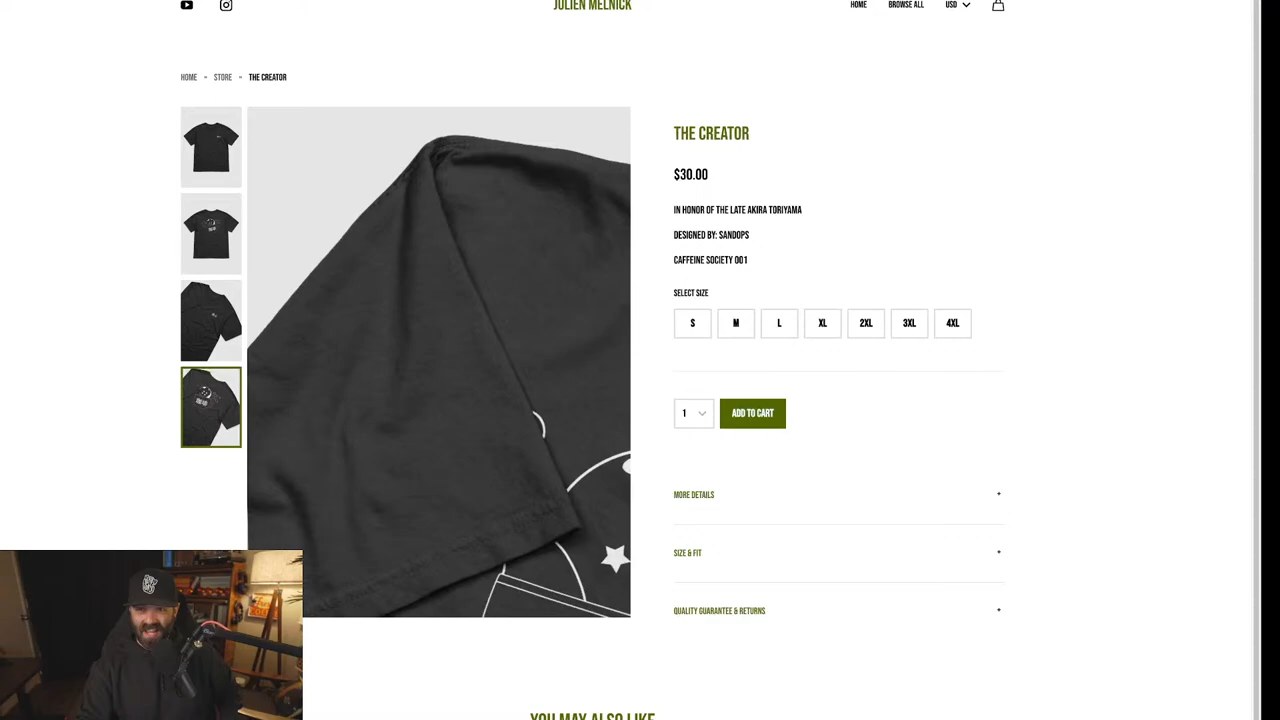 JULIEN MELNICK
HOME
BROWSE ALL
USD
HOME
STORE
THE CREATOR
THE CREATOR
$30.00
IN HONOR OF THE LATE AKIRA TORIYAMA
DESIGNED BY: SANDOPS
CAFFEINE SOCIETY 001
SELECT SIZE
S
M
L
XL
2XL
3XL
4XL
1
ADD TO CART
MORE DETAILS
+
SIZE & FIT
+
QUALITY GUARANTEE & RETURNS
+
YOU MAY ALSO LIKE